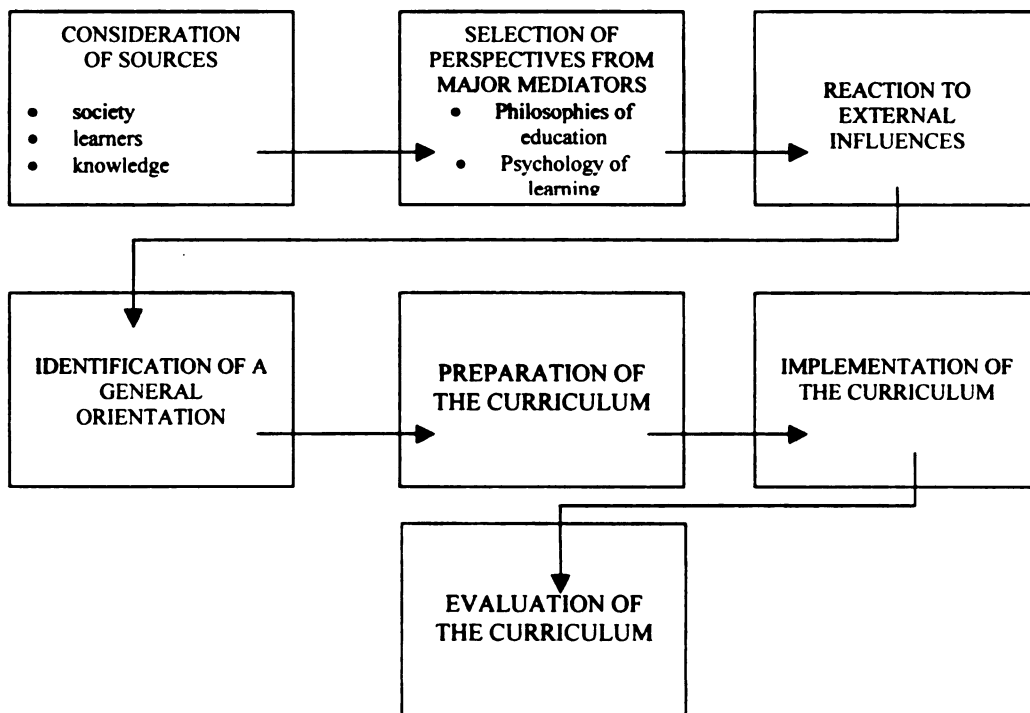 CONSIDERATION
OF SOURCES
• society
• learners
• knowledge
SELECTION OF
PERSPECTIVES FROM
MAJOR MEDIATORS
• Philosophies of
education
• Psychology of
learning
REACTION TO
EXTERNAL
INFLUENCES
IDENTIFICATION OF A
GENERAL
ORIENTATION
PREPARATION OF
THE CURRICULUM
IMPLEMENTATION OF
THE CURRICULUM
EVALUATION OF
THE CURRICULUM